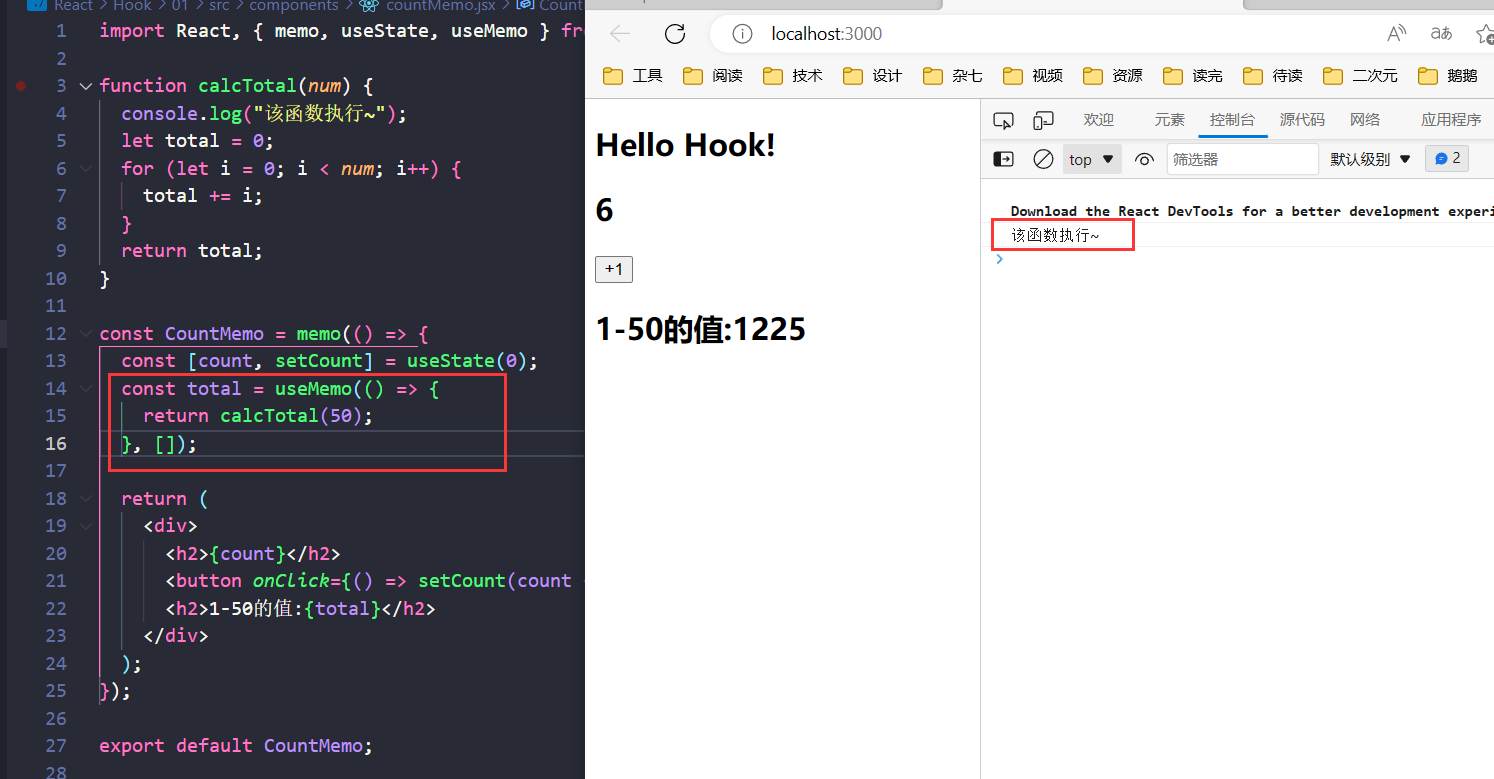 React > Hook > 01 > src > components > countMemo.jsx > Count
1 import React, { memo, useState, useMemo }
2
3 function calcTotal(num) {
4 console.log("该函数执行~");
5 let total = 0;
6 for (let i = 0; i < num; i++) {
7 total += i;
8 }
9 return total;
10 }
11
12 const CountMemo = memo(() => {
13 const [count, setCount] = useState(0);
14 const total = useMemo(() => {
15 return calcTotal(50);
16 }, []);
17
18 return (
19 <div>
20 <h2>{count}</h2>
21 <button onClick={() => setCount(count
22 <h2>1-50的值:{total}</h2>
23 </div>
24 );
25 });
26
27 export default CountMemo;
28
localhost:3000
工具 阅读 技术 设计 杂七 视频 资源 读完 待读 二次元 鹅鹅
Hello Hook!
6
+1
1-50的值:1225
欢迎 元素 控制台 源代码 网络 应用程序
top 筛选器 默认级别 2
Download the React DevTools for a better development
该函数执行~